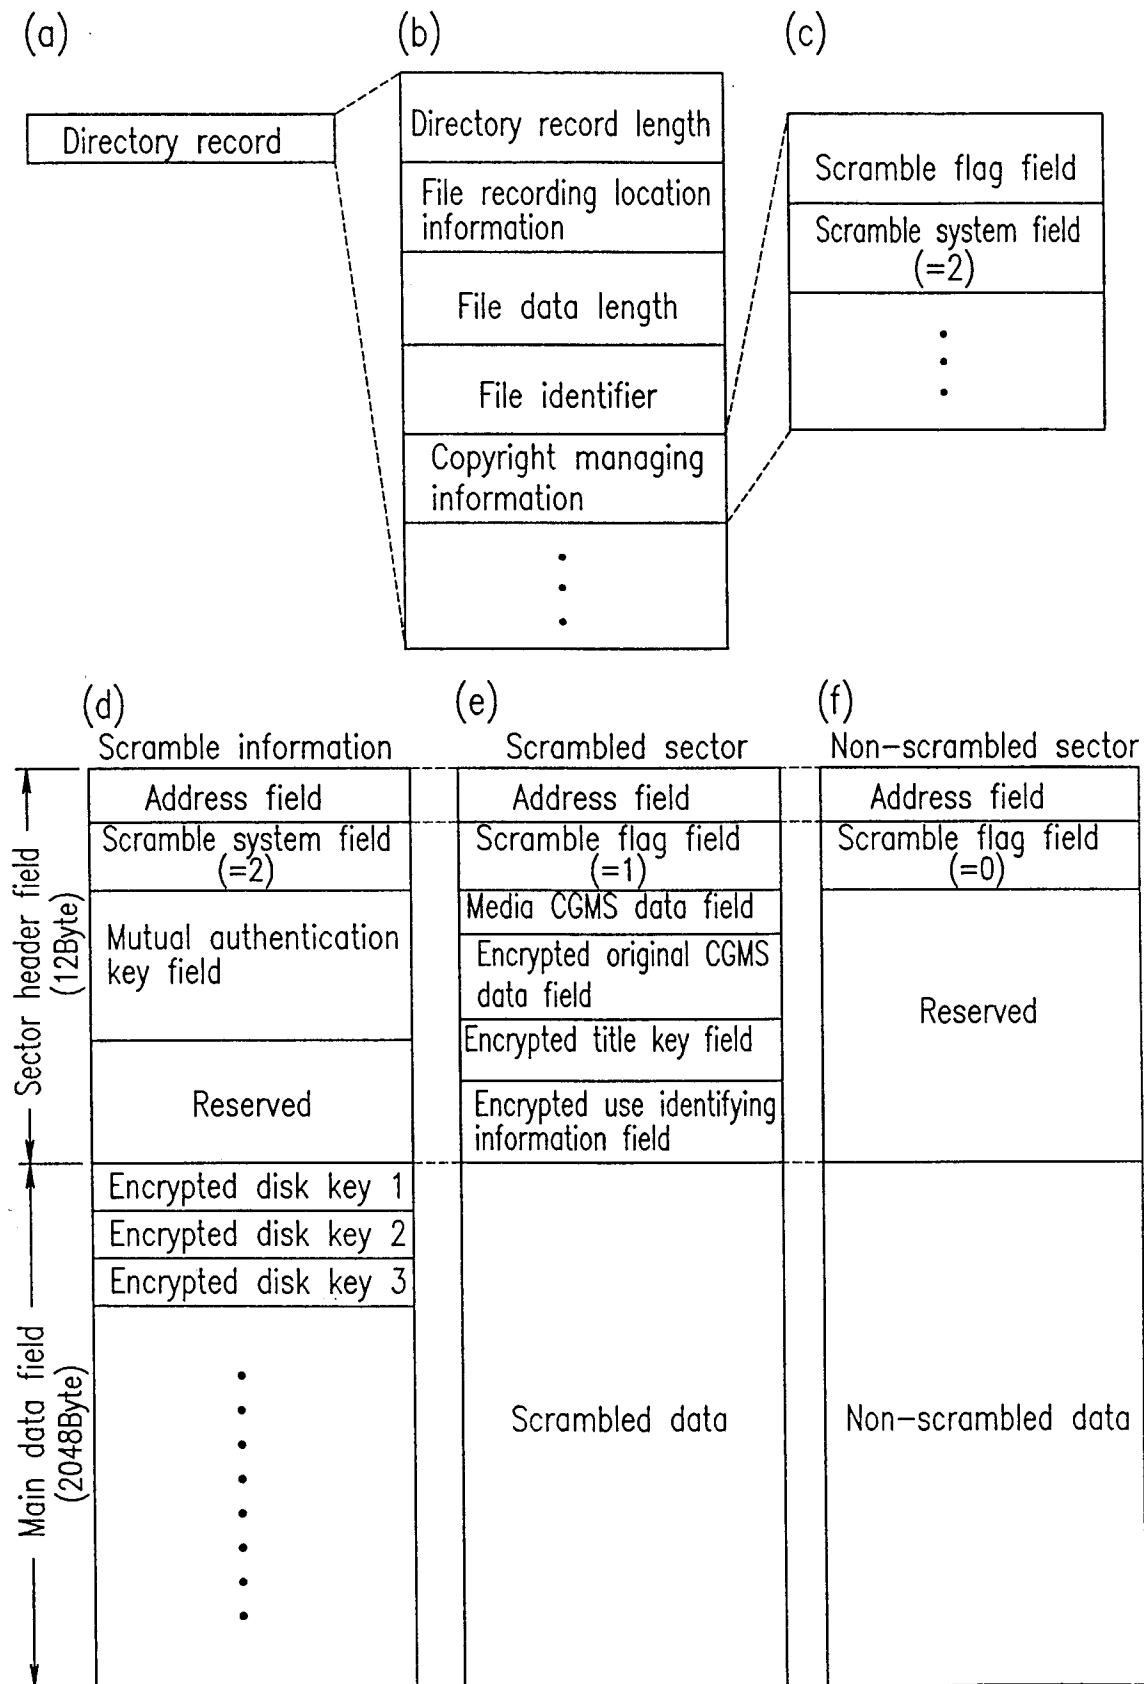 (a)
(b)
(c)
Directory record
Directory record length
File recording location
information
File data length
File identifier
Copyright managing
information
Scramble flag field
Scramble system field
(=2)
(d)
Scramble information
(e)
Scrambled sector
(f)
Non-scrambled sector
Sector header field
(12Byte)
Address field
Scramble system field
(=2)
Mutual authentication
key field
Reserved
Address field
Scramble flag field
(=1)
Media CGMS data field
Encrypted original CGMS
data field
Encrypted title key field
Encrypted use identifying
information field
Address field
Scramble flag field
(=0)
Reserved
Main data field
(2048Byte)
Encrypted disk key 1
Encrypted disk key 2
Encrypted disk key 3
Scrambled data
Non-scrambled data